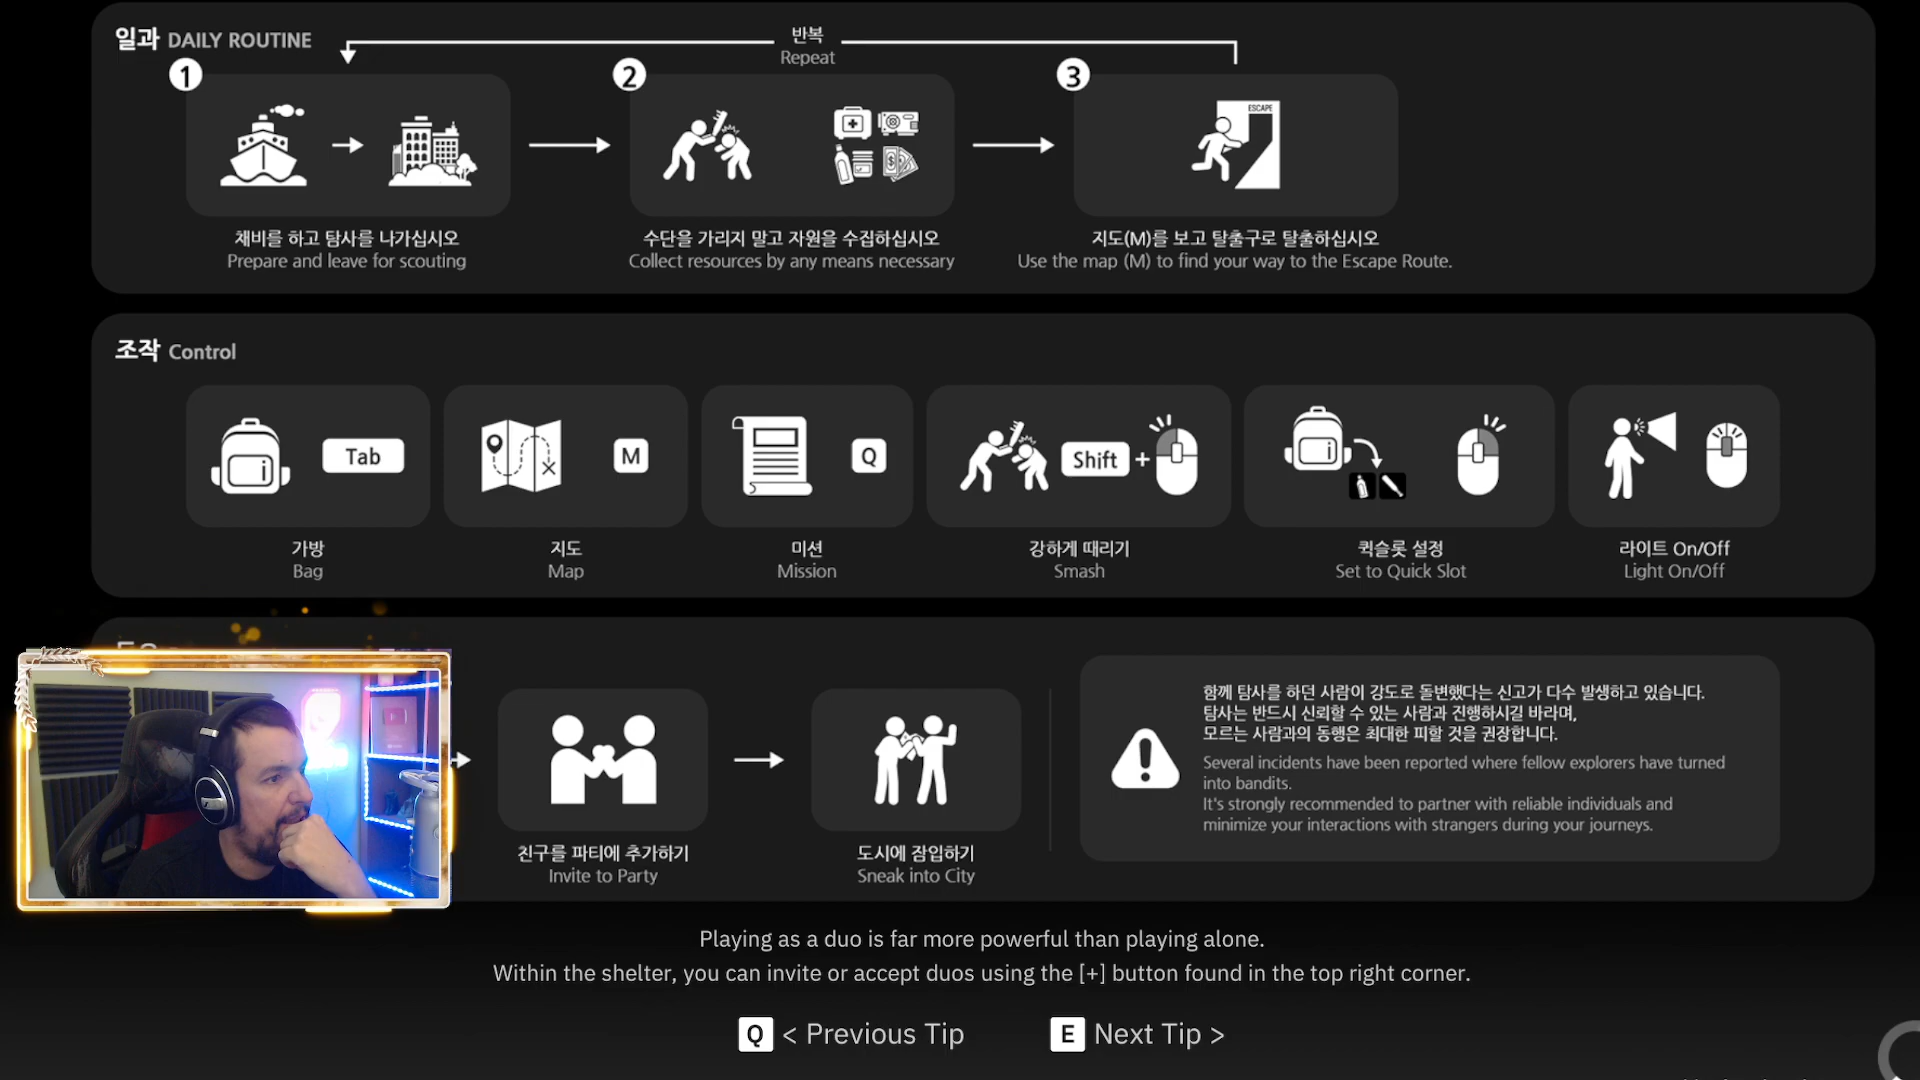 일과 DAILY ROUTINE
반복
Repeat
1
2
3
ESCAPE
채비를 하고 탐사를 나가십시오
Prepare and leave for scouting
수단을 가리지 말고 자원을 수집하십시오
Collect resources by any means necessary
지도(M)를 보고 탈출구로 탈출하십시오
Use the map (M) to find your way to the Escape Route.
조작 Control
Tab
M
Q
Shift +
가방
Bag
지도
Map
미션
Mission
강하게 때리기
Smash
퀵슬롯 설정
Set to Quick Slot
라이트 On/Off
Light On/Off
친구를 파티에 추가하기
Invite to Party
도시에 잠입하기
Sneak into City
함께 탐사를 하던 사람이 강도로 돌변했다는 신고가 다수 발생하고 있습니다.
탐사는 반드시 신뢰할 수 있는 사람과 진행하시길 바라며,
모르는 사람과의 동행은 최대한 피할 것을 권장합니다.
Several incidents have been reported where fellow explorers have turned
into bandits.
It's strongly recommended to partner with reliable individuals and
minimize your interactions with strangers during your journeys.
Playing as a duo is far more powerful than playing alone.
Within the shelter, you can invite or accept duos using the [+] button found in the top right corner.
Q < Previous Tip
E Next Tip >